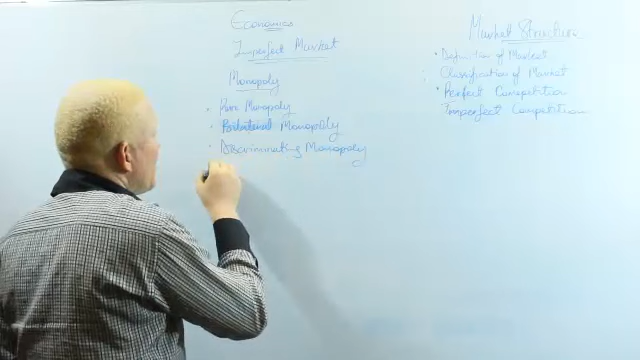 Economics
Imperfect Market
Monopoly
• Pure Monopoly
• Bilateral Monopoly
• Discriminating Monopoly
Market Structure
• Definition of Market
Classification of Market
• Perfect Competition
Imperfect Competition